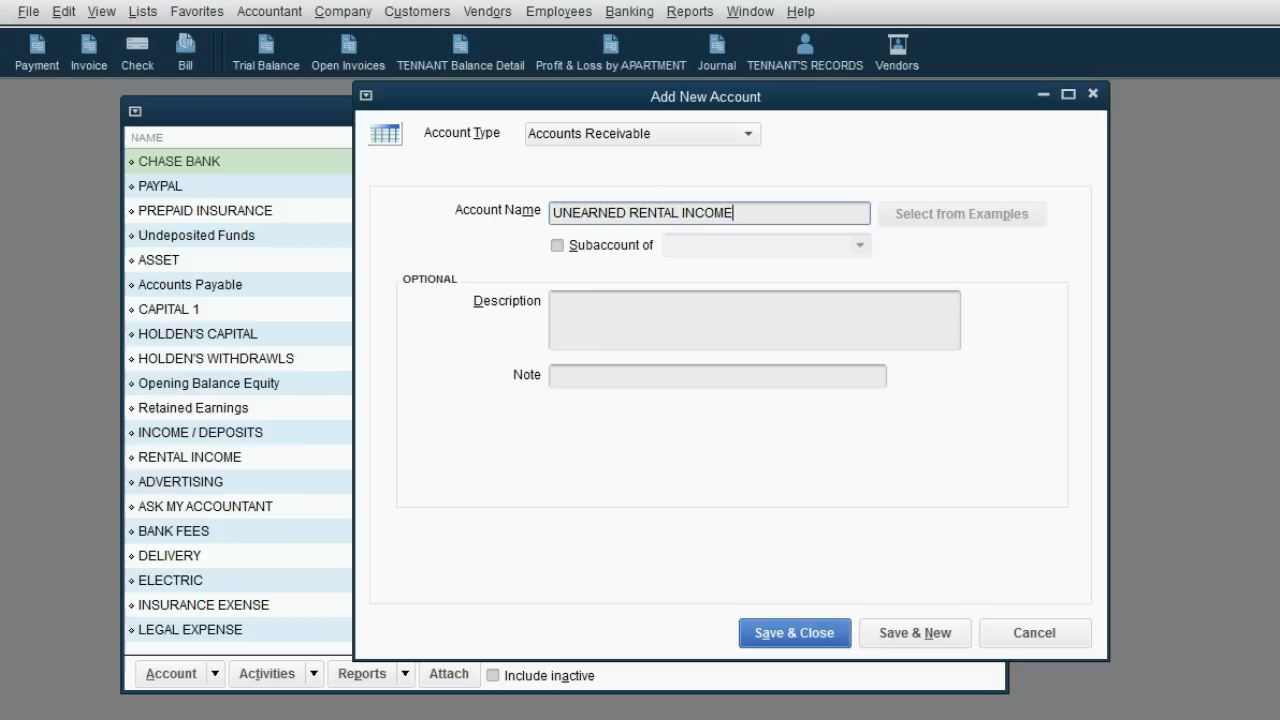 File Edit View Lists Favorites Accountant Company Customers Vendors Employees Banking Reports Window Help
Payment Invoice Check Bill Trial Balance Open Invoices TENNANT Balance Detail Profit & Loss by APARTMENT Journal TENNANT'S RECORDS Vendors
Add New Account
Account Type Accounts Receivable
NAME
CHASE BANK
PAYPAL
PREPAID INSURANCE
Undeposited Funds
ASSET
Accounts Payable
CAPITAL 1
HOLDEN'S CAPITAL
HOLDEN'S WITHDRAWLS
Opening Balance Equity
Retained Earnings
INCOME / DEPOSITS
RENTAL INCOME
ADVERTISING
ASK MY ACCOUNTANT
BANK FEES
DELIVERY
ELECTRIC
INSURANCE EXENSE
LEGAL EXPENSE
Account Name UNEARNED RENTAL INCOME Select from Examples
Subaccount of
OPTIONAL
Description
Note
Save & Close Save & New Cancel
Account Activities Reports Attach Include inactive